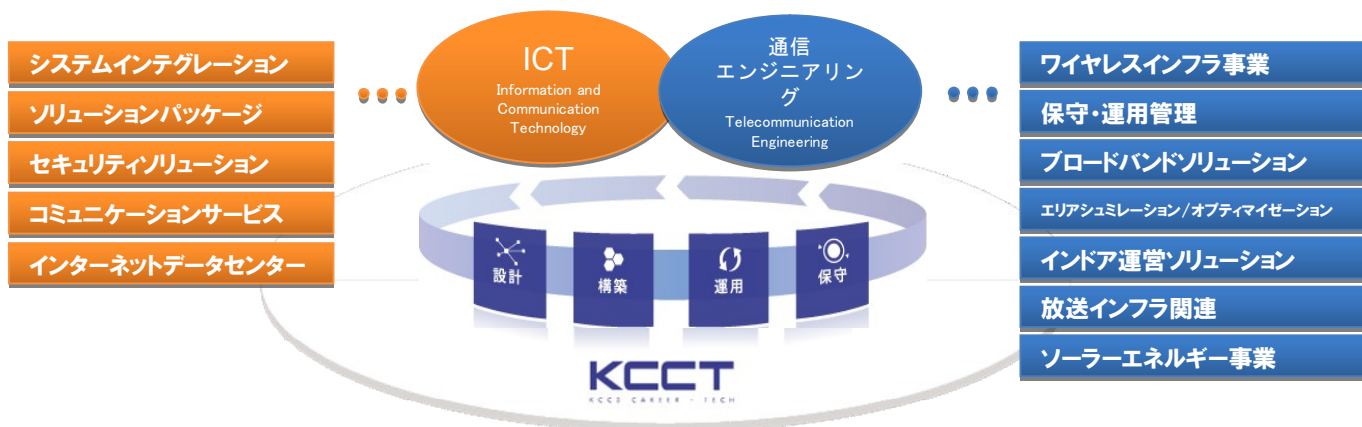 システムインテグレーション
ソリューションパッケージ
セキュリティソリューション
コミュニケーションサービス
インターネットデータセンター
ICT
Information and
Communication
Technology
通信
エンジニアリン
グ
Telecommunication
Engineering
ワイヤレスインフラ事業
保守・運用管理
ブロードバンドソリューション
エリアシュミレーション/オプティマイゼーション
インドア運営ソリューション
放送インフラ関連
ソーラーエネルギー事業
設計
構築
運用
保守
KCCT
KCCS CAREER - TECH